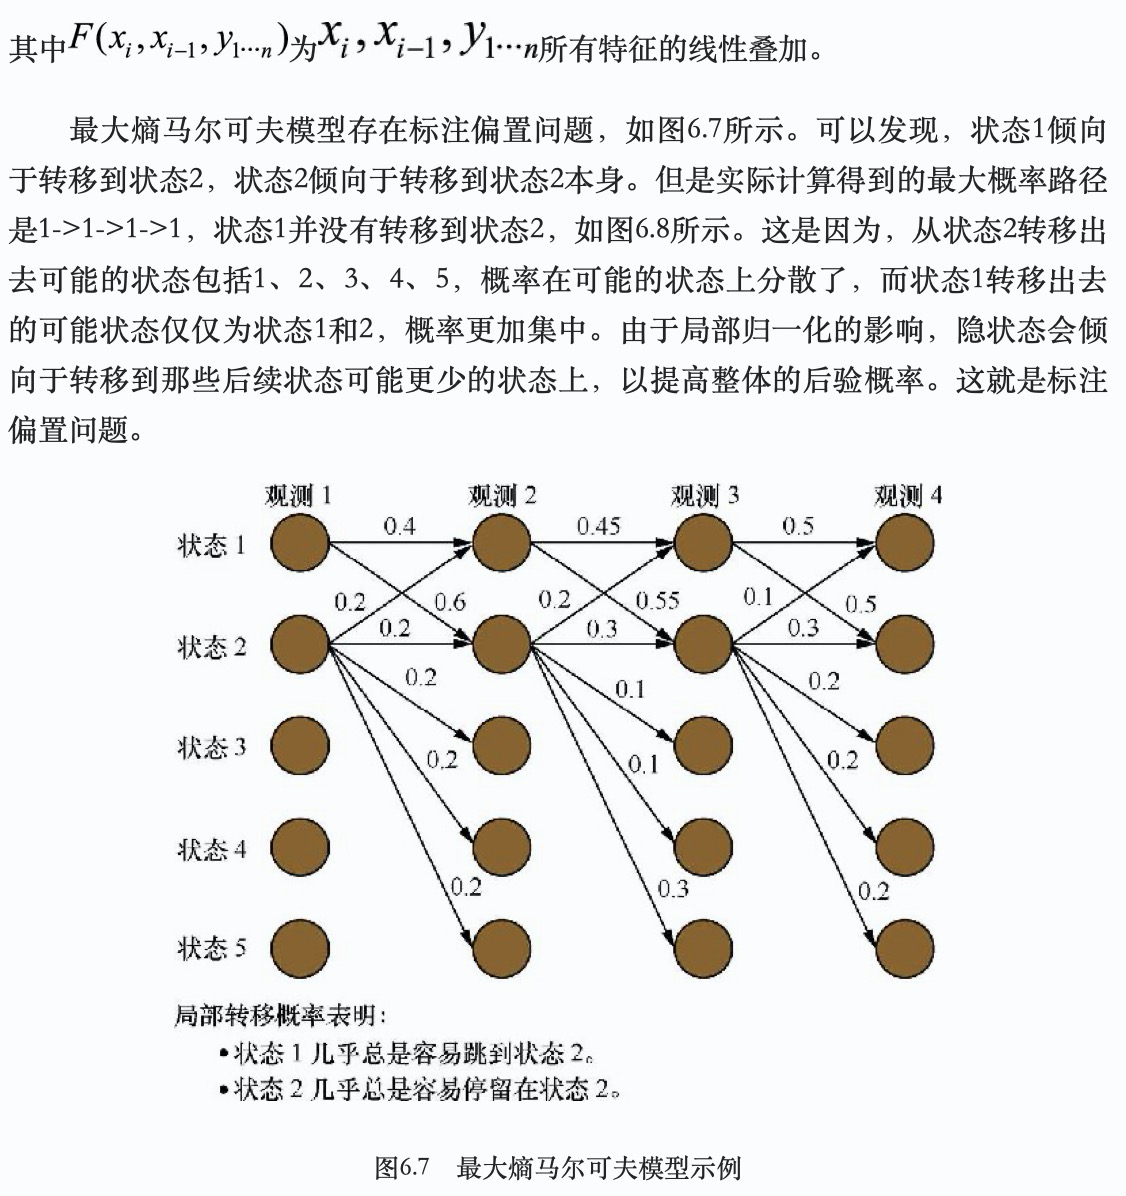 其中F(xᵢ,xᵢ₋₁,y₁…ₙ)为xᵢ,xᵢ₋₁,y₁…ₙ所有特征的线性叠加。
最大熵马尔可夫模型存在标注偏置问题，如图6.7所示。可以发现，状态1倾向
于转移到状态2，状态2倾向于转移到状态2本身。但是实际计算得到的最大概率路径
是1->1->1->1，状态1并没有转移到状态2，如图6.8所示。这是因为，从状态2转移出
去可能的状态包括1、2、3、4、5，概率在可能的状态上分散了，而状态1转移出去
的可能状态仅仅为状态1和2，概率更加集中。由于局部归一化的影响，隐状态会倾
向于转移到那些后续状态可能更少的状态上，以提高整体的后验概率。这就是标注
偏置问题。
观测 1 观测 2 观测 3 观测 4
状态 1 0.4 0.45 0.5
0.2 0.6 0.2 0.55 0.1 0.5
状态 2 0.2 0.3 0.3
0.2 0.1 0.2
状态 3 0.2 0.1 0.2
状态 4
0.2 0.3 0.2
状态 5
局部转移概率表明：
•状态 1 几乎总是容易跳到状态 2。
•状态 2 几乎总是容易停留在状态 2。
图6.7 最大熵马尔可夫模型示例